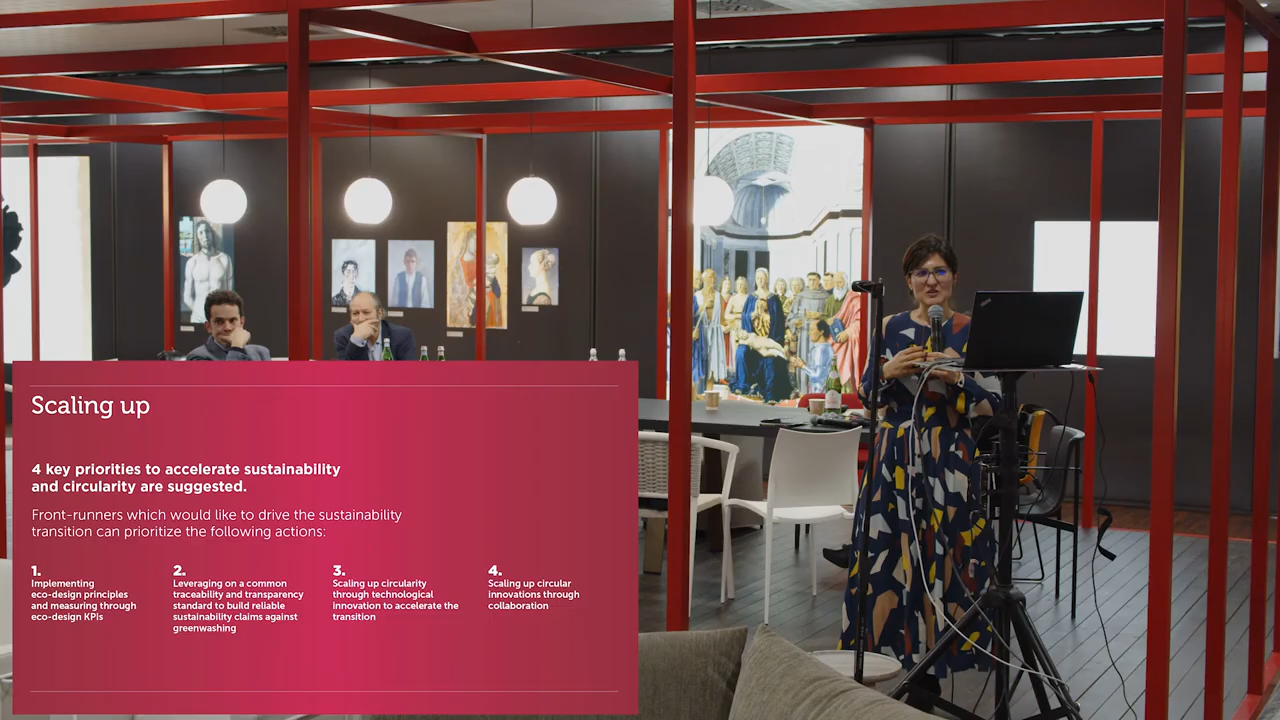 Scaling up
4 key priorities to accelerate sustainability
and circularity are suggested.
Front-runners which would like to drive the sustainability
transition can prioritize the following actions:
1.
Implementing
eco-design principles
and measuring through
eco-design KPIs
2.
Leveraging on a common
traceability and transparency
standard to build reliable
sustainability claims against
greenwashing
3.
Scaling up circularity
through technological
innovation to accelerate the
transition
4.
Scaling up circular
innovations through
collaboration